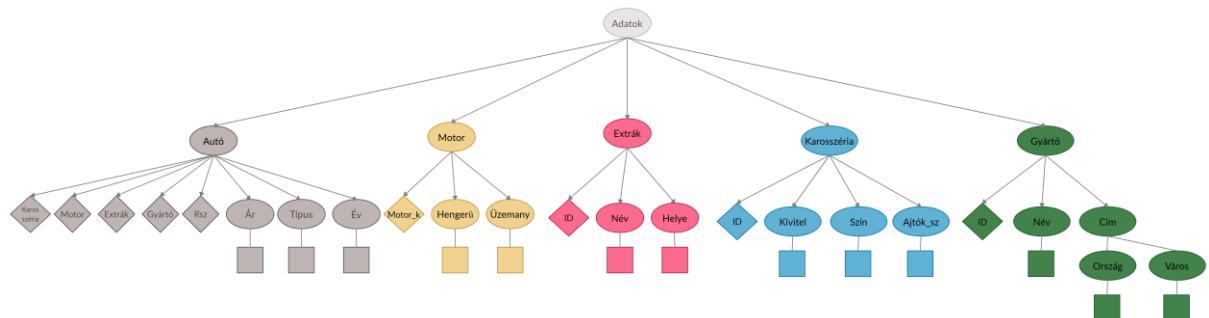 Adatok
Autó
Motor
Extrák
Karosszéria
Gyártó
Karos
széria
Motor
Extrák
Gyártó
Rsz
Ár
Típus
Év
Motor_k
Hengerű
Üzemany
ID
Név
Helye
ID
Kivitel
Szín
Ajtók_sz
ID
Név
Cím
Ország
Város